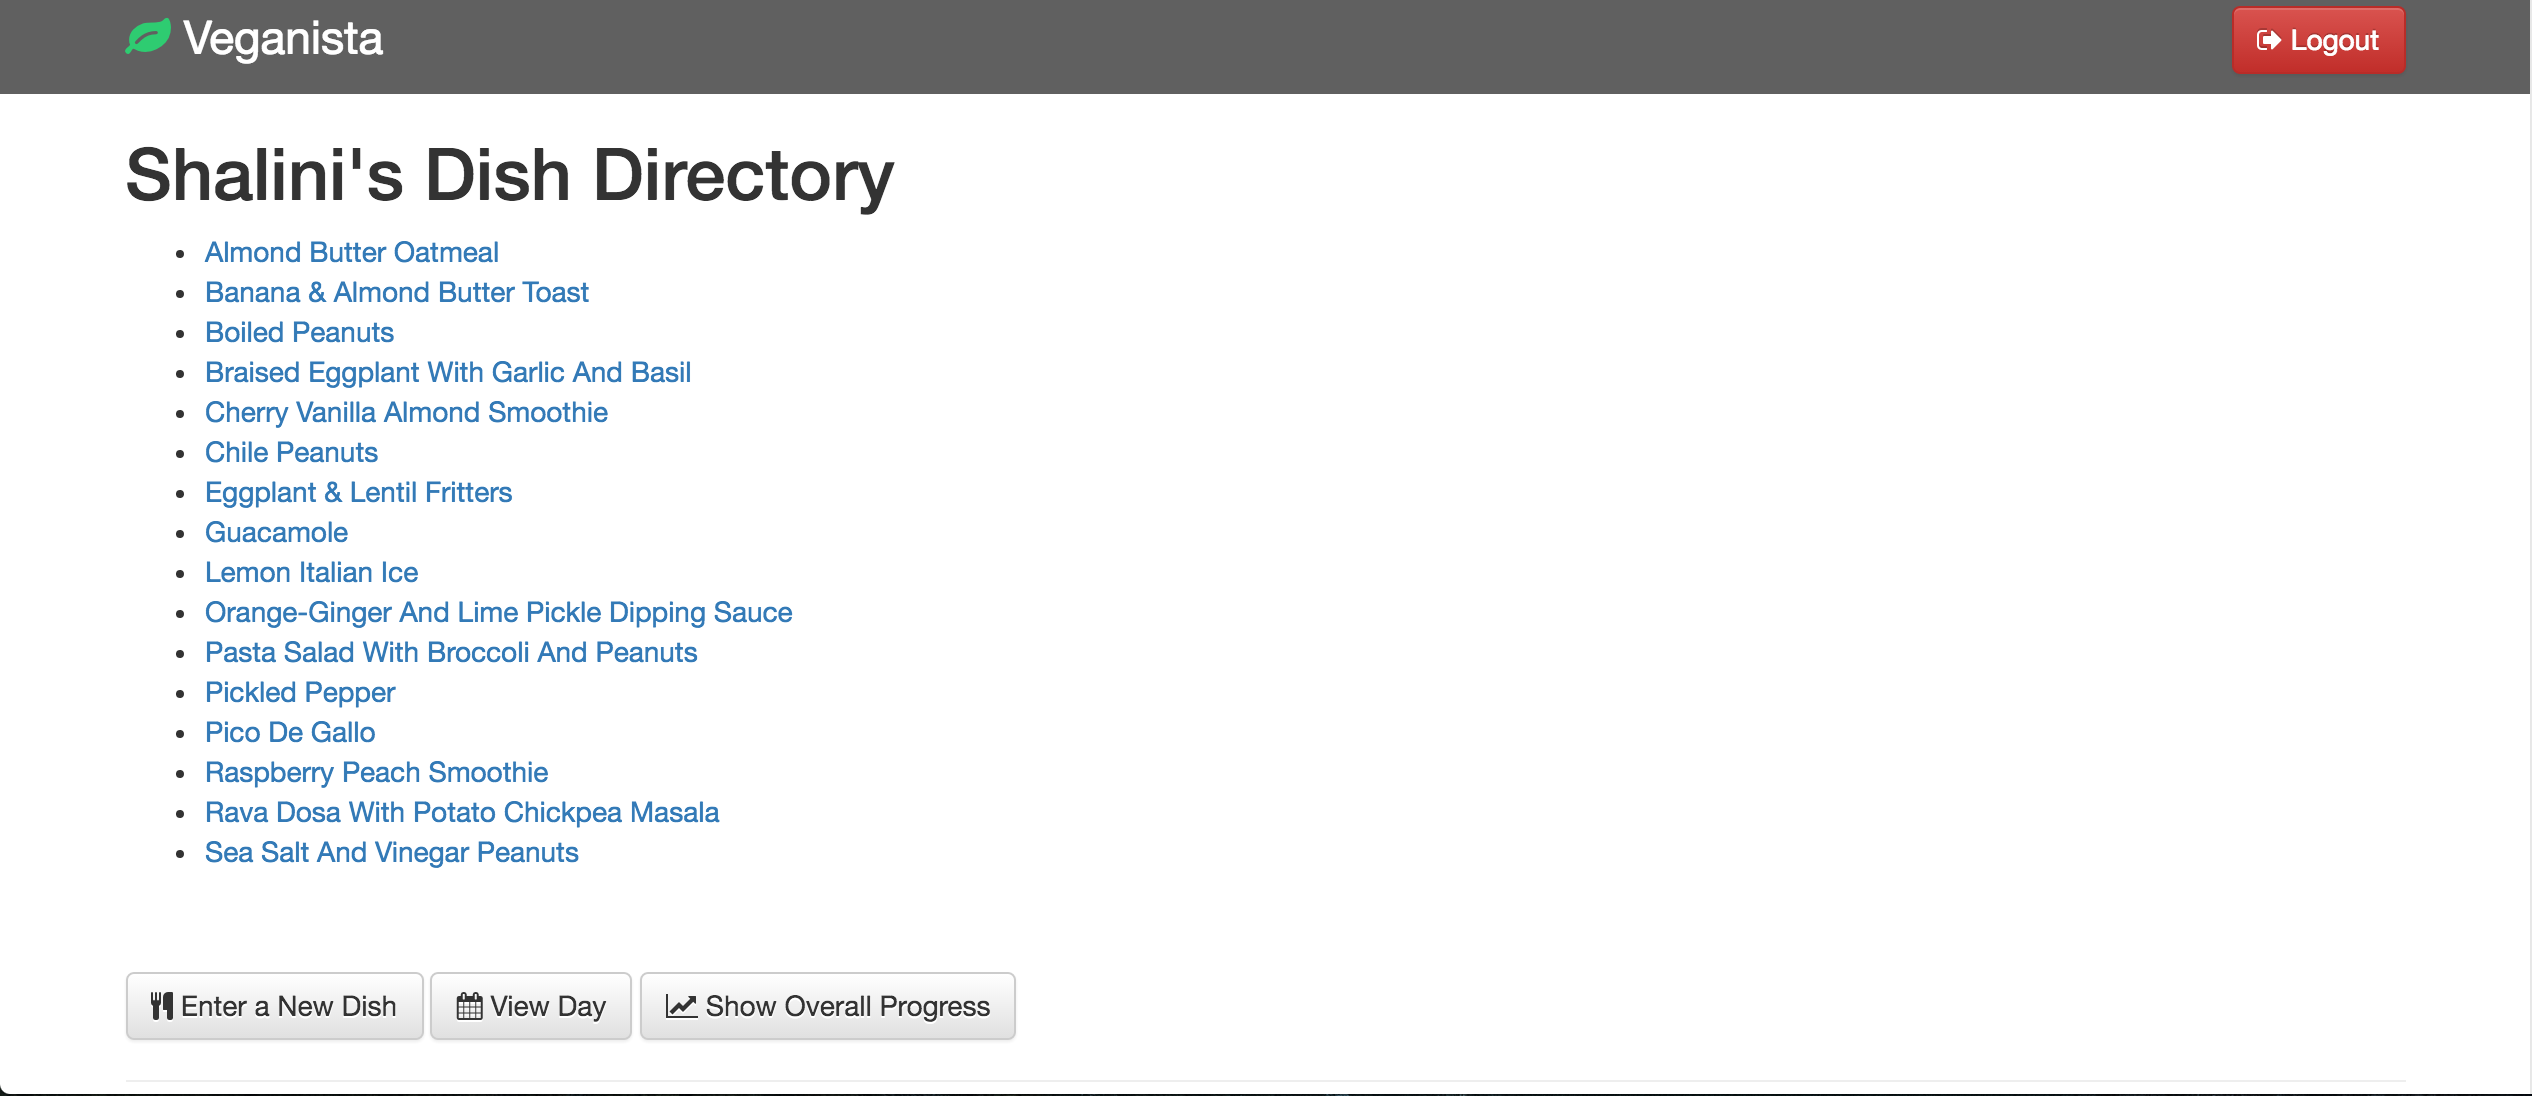 Veganista
Logout
Shalini's Dish Directory
Almond Butter Oatmeal
Banana & Almond Butter Toast
Boiled Peanuts
Braised Eggplant With Garlic And Basil
Cherry Vanilla Almond Smoothie
Chile Peanuts
Eggplant & Lentil Fritters
Guacamole
Lemon Italian Ice
Orange-Ginger And Lime Pickle Dipping Sauce
Pasta Salad With Broccoli And Peanuts
Pickled Pepper
Pico De Gallo
Raspberry Peach Smoothie
Rava Dosa With Potato Chickpea Masala
Sea Salt And Vinegar Peanuts
Enter a New Dish
View Day
Show Overall Progress